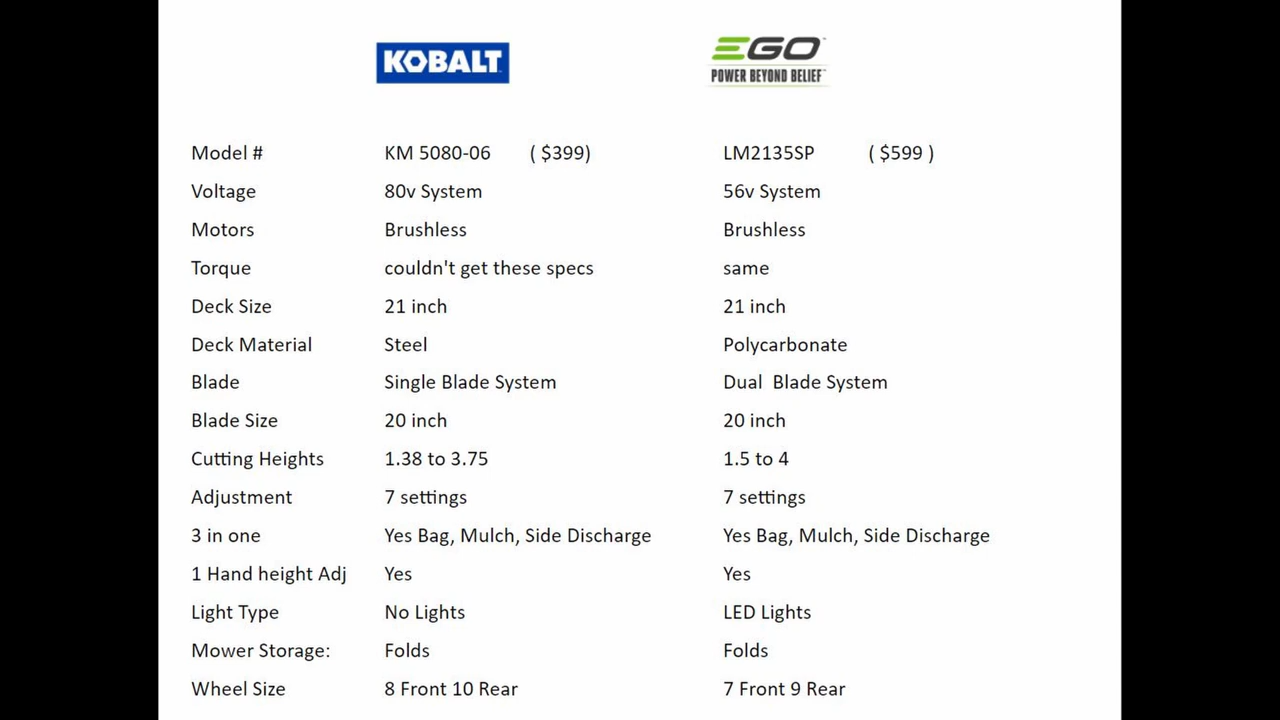 KOBALT EGO
POWER BEYOND BELIEF
Model # KM 5080-06 ( $399) LM2135SP ( $599 )
Voltage 80v System 56v System
Motors Brushless Brushless
Torque couldn't get these specs same
Deck Size 21 inch 21 inch
Deck Material Steel Polycarbonate
Blade Single Blade System Dual  Blade System
Blade Size 20 inch 20 inch
Cutting Heights 1.38 to 3.75 1.5 to 4
Adjustment 7 settings 7 settings
3 in one Yes Bag, Mulch, Side Discharge Yes Bag, Mulch, Side Discharge
1 Hand height Adj Yes Yes
Light Type No Lights LED Lights
Mower Storage: Folds Folds
Wheel Size 8 Front 10 Rear 7 Front 9 Rear